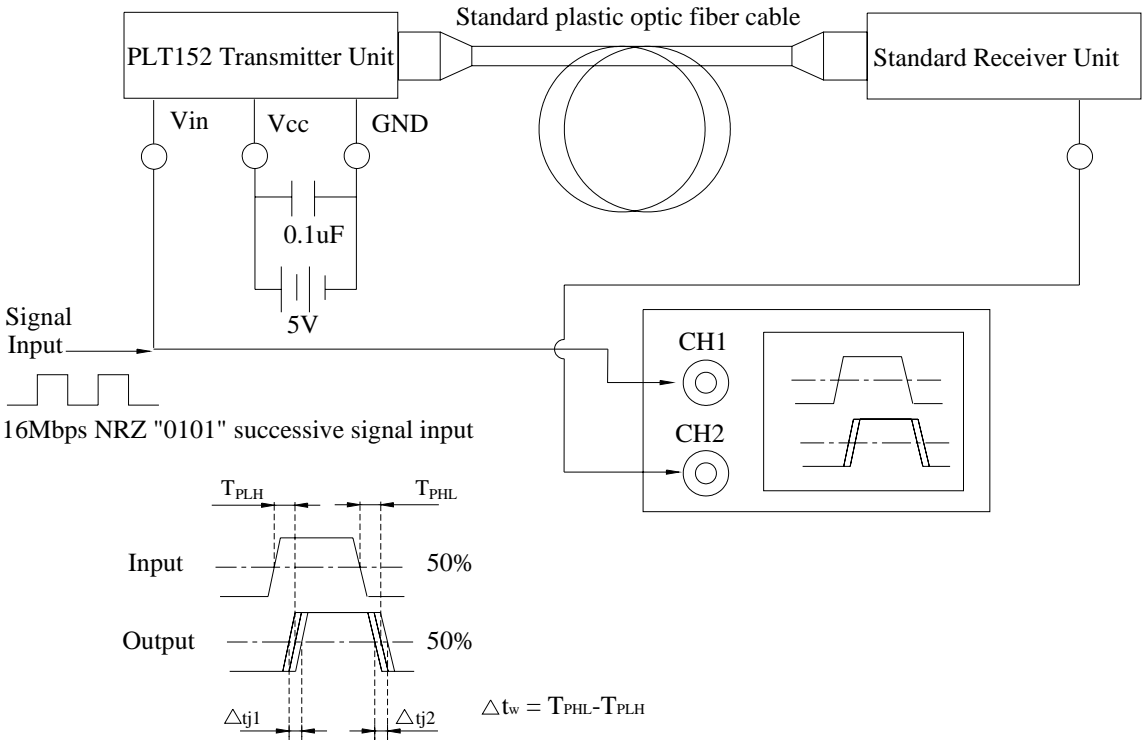 Standard plastic optic fiber cable
PLT152 Transmitter Unit
Standard Receiver Unit
Vin
Vcc
GND
0.1uF
5V
Signal
Input
CH1
CH2
16Mbps NRZ "0101" successive signal input
TPLH
TPHL
Input
50%
Output
50%
△tj1
△tj2
△tw = TPHL-TPLH